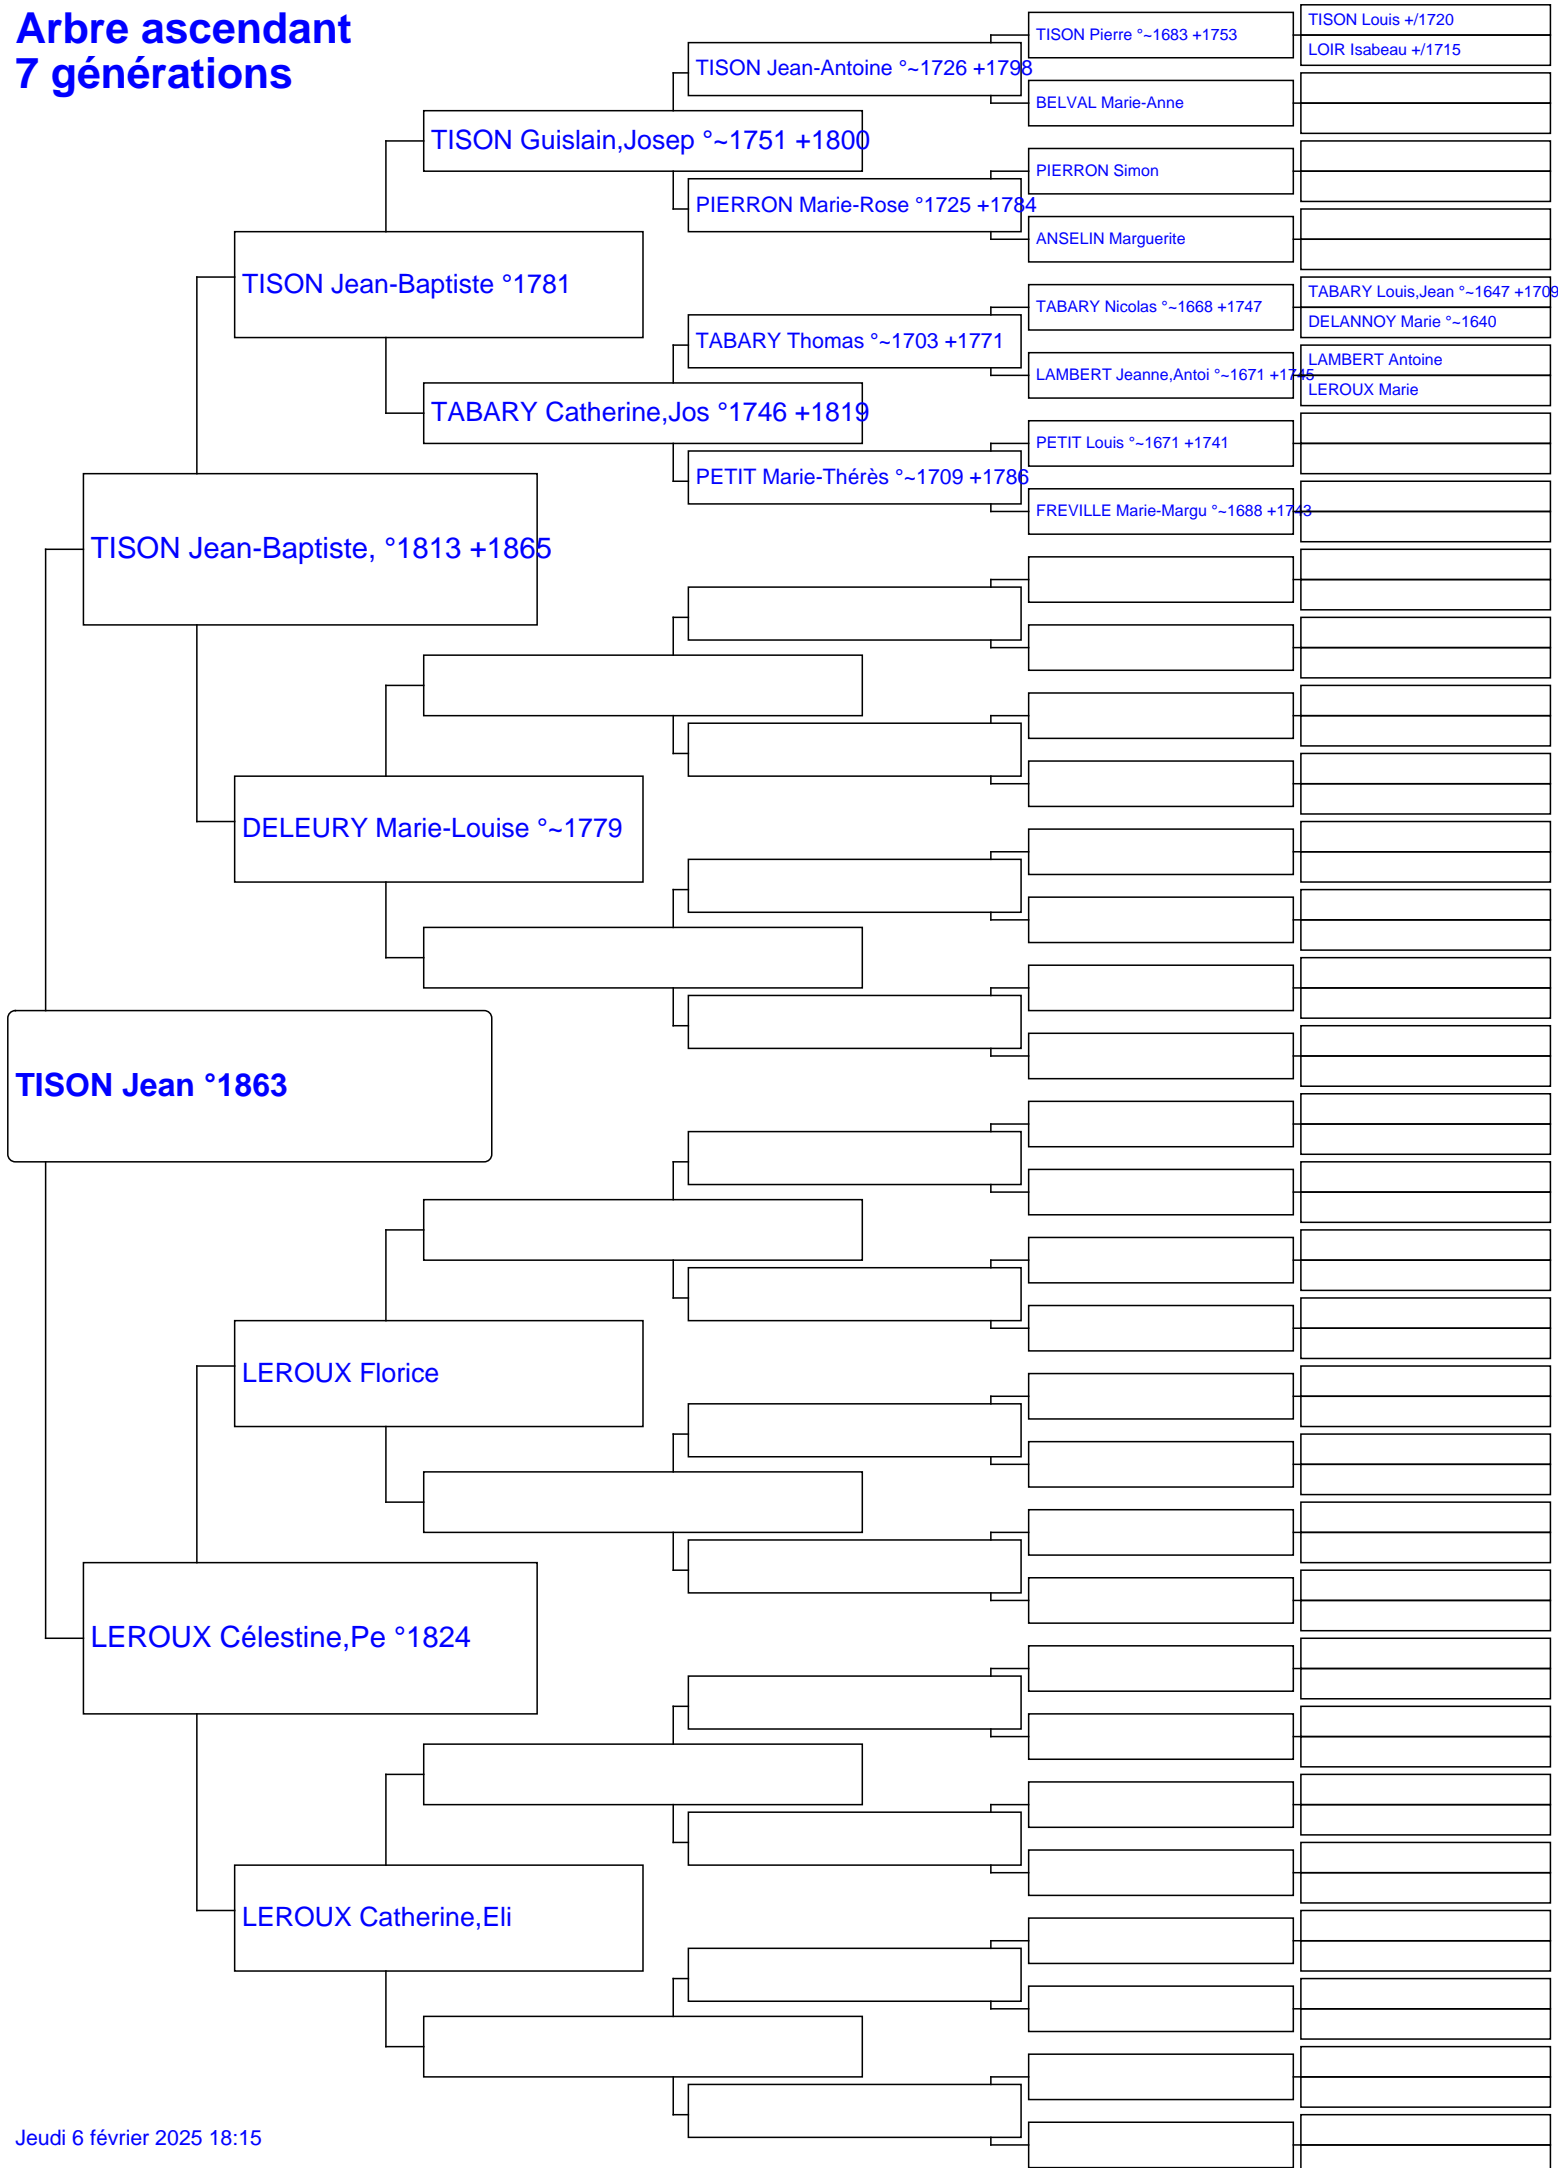 Arbre ascendant
7 générations
TISON Pierre °~1683 +1753
TISON Louis +/1720
LOIR Isabeau +/1715
TISON Jean-Antoine °~1726 +1798
BELVAL Marie-Anne
TISON Guislain,Josep °~1751 +1800
PIERRON Simon
PIERRON Marie-Rose °1725 +1784
ANSELIN Marguerite
TISON Jean-Baptiste °1781
TABARY Nicolas °~1668 +1747
TABARY Louis,Jean °~1647 +1709
DELANNOY Marie °~1640
TABARY Thomas °~1703 +1771
LAMBERT Jeanne,Antoi °~1671 +1745
LAMBERT Antoine
LEROUX Marie
TABARY Catherine,Jos °1746 +1819
PETIT Louis °~1671 +1741
PETIT Marie-Thérès °~1709 +1786
FREVILLE Marie-Margu °~1688 +1743
TISON Jean-Baptiste, °1813 +1865
DELEURY Marie-Louise °~1779
TISON Jean °1863
LEROUX Florice
LEROUX Célestine,Pe °1824
LEROUX Catherine,Eli
Jeudi 6 février 2025 18:15